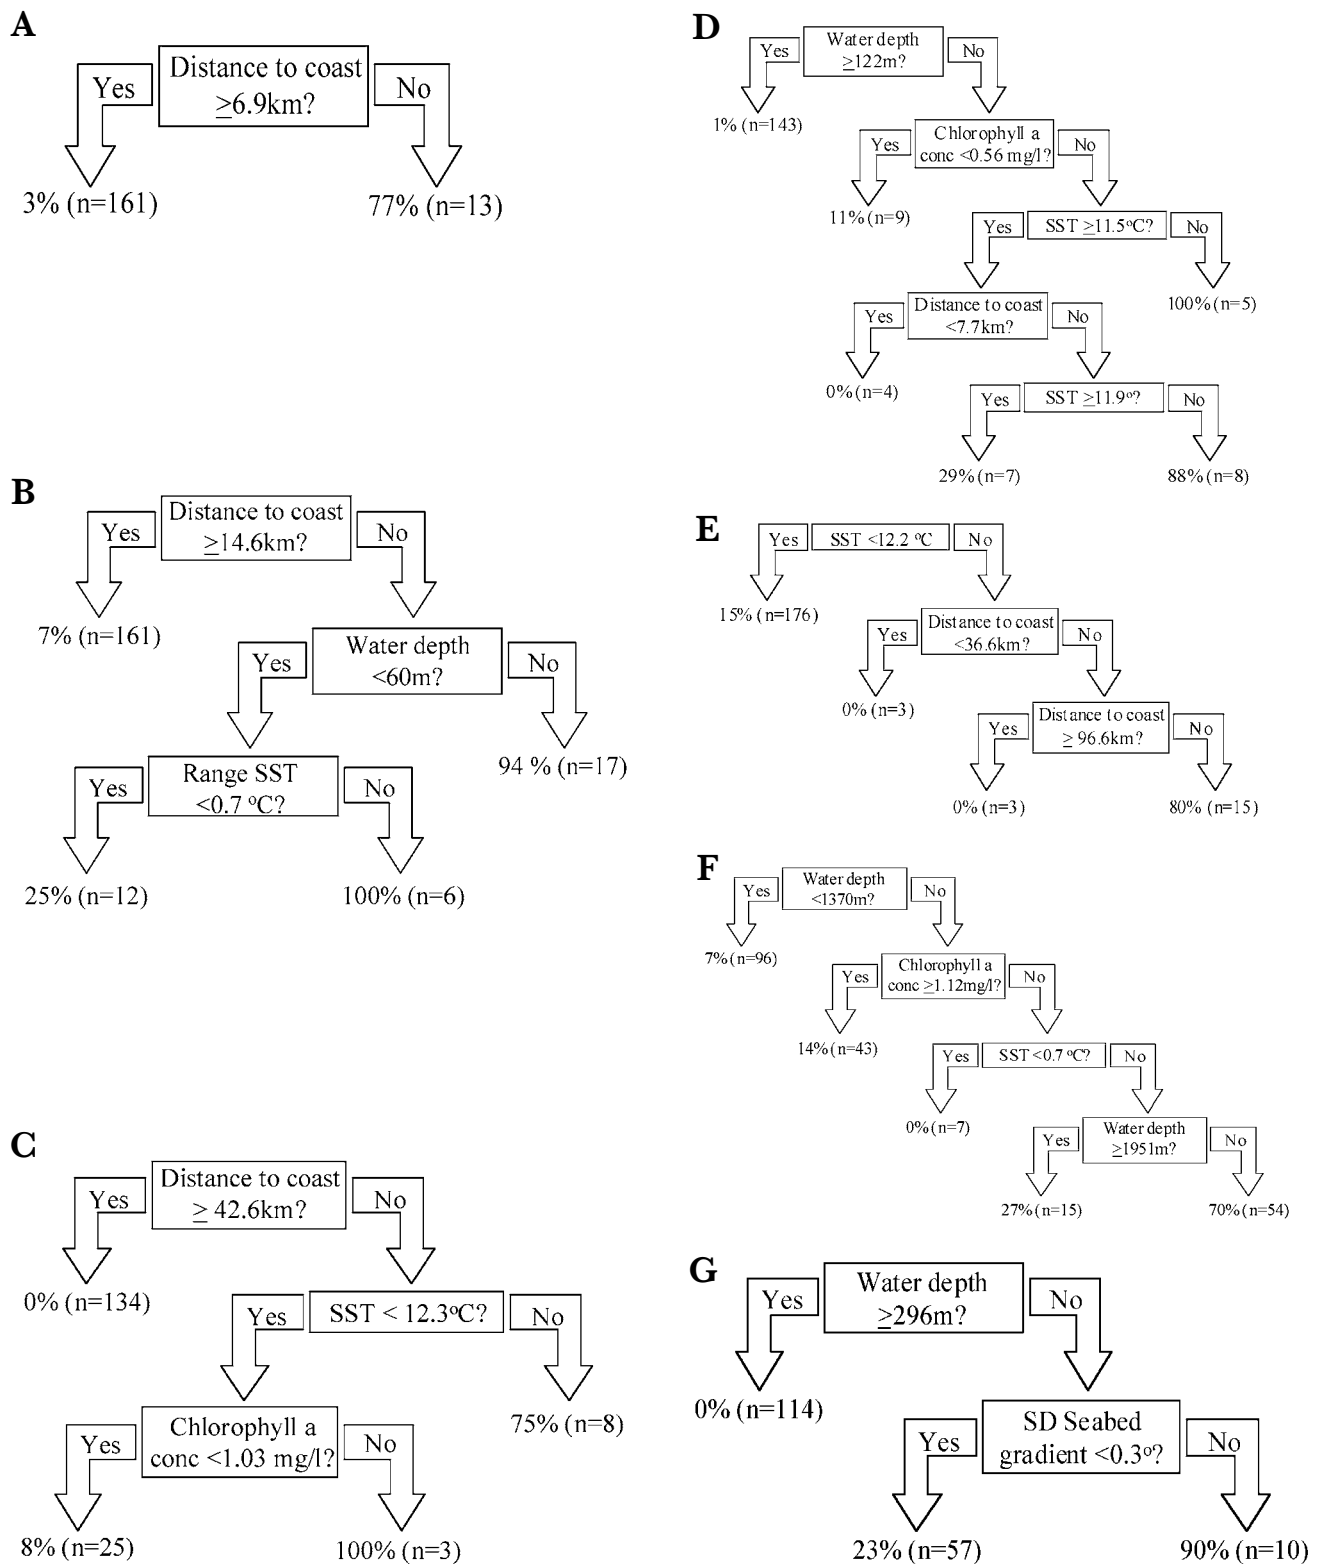 A
Distance to coast
≥6.9km?
Yes
No
3% (n=161)
77% (n=13)
B
Distance to coast
≥14.6km?
Yes
No
7% (n=161)
Water depth
<60m?
Yes
No
94 % (n=17)
Range SST
<0.7 ºC?
Yes
No
25% (n=12)
100% (n=6)
C
Distance to coast
≥ 42.6km?
Yes
No
0% (n=134)
SST < 12.3ºC?
Yes
No
75% (n=8)
Chlorophyll a
conc <1.03 mg/l?
Yes
No
8% (n=25)
100% (n=3)
D
Water depth
≥122m?
Yes
No
1% (n=143)
Chlorophyll a
conc <0.56 mg/l?
Yes
No
11% (n=9)
SST ≥11.5ºC?
Yes
No
100% (n=5)
Distance to coast
<7.7km?
Yes
No
0% (n=4)
SST ≥11.9º?
Yes
No
29% (n=7)
88% (n=8)
E
SST <12.2 ºC
Yes
No
15% (n=176)
Distance to coast
<36.6km?
Yes
No
0% (n=3)
Distance to coast
≥ 96.6km?
Yes
No
0% (n=3)
80% (n=15)
F
Water depth
<1370m?
Yes
No
7% (n=96)
Chlorophyll a
conc ≥1.12mg/l?
Yes
No
14% (n=43)
SST <0.7 ºC?
Yes
No
0% (n=7)
Water depth
≥1951m?
Yes
No
27% (n=15)
70% (n=54)
G
Water depth
≥296m?
Yes
No
0% (n=114)
SD Seabed
gradient <0.3º?
Yes
No
23% (n=57)
90% (n=10)